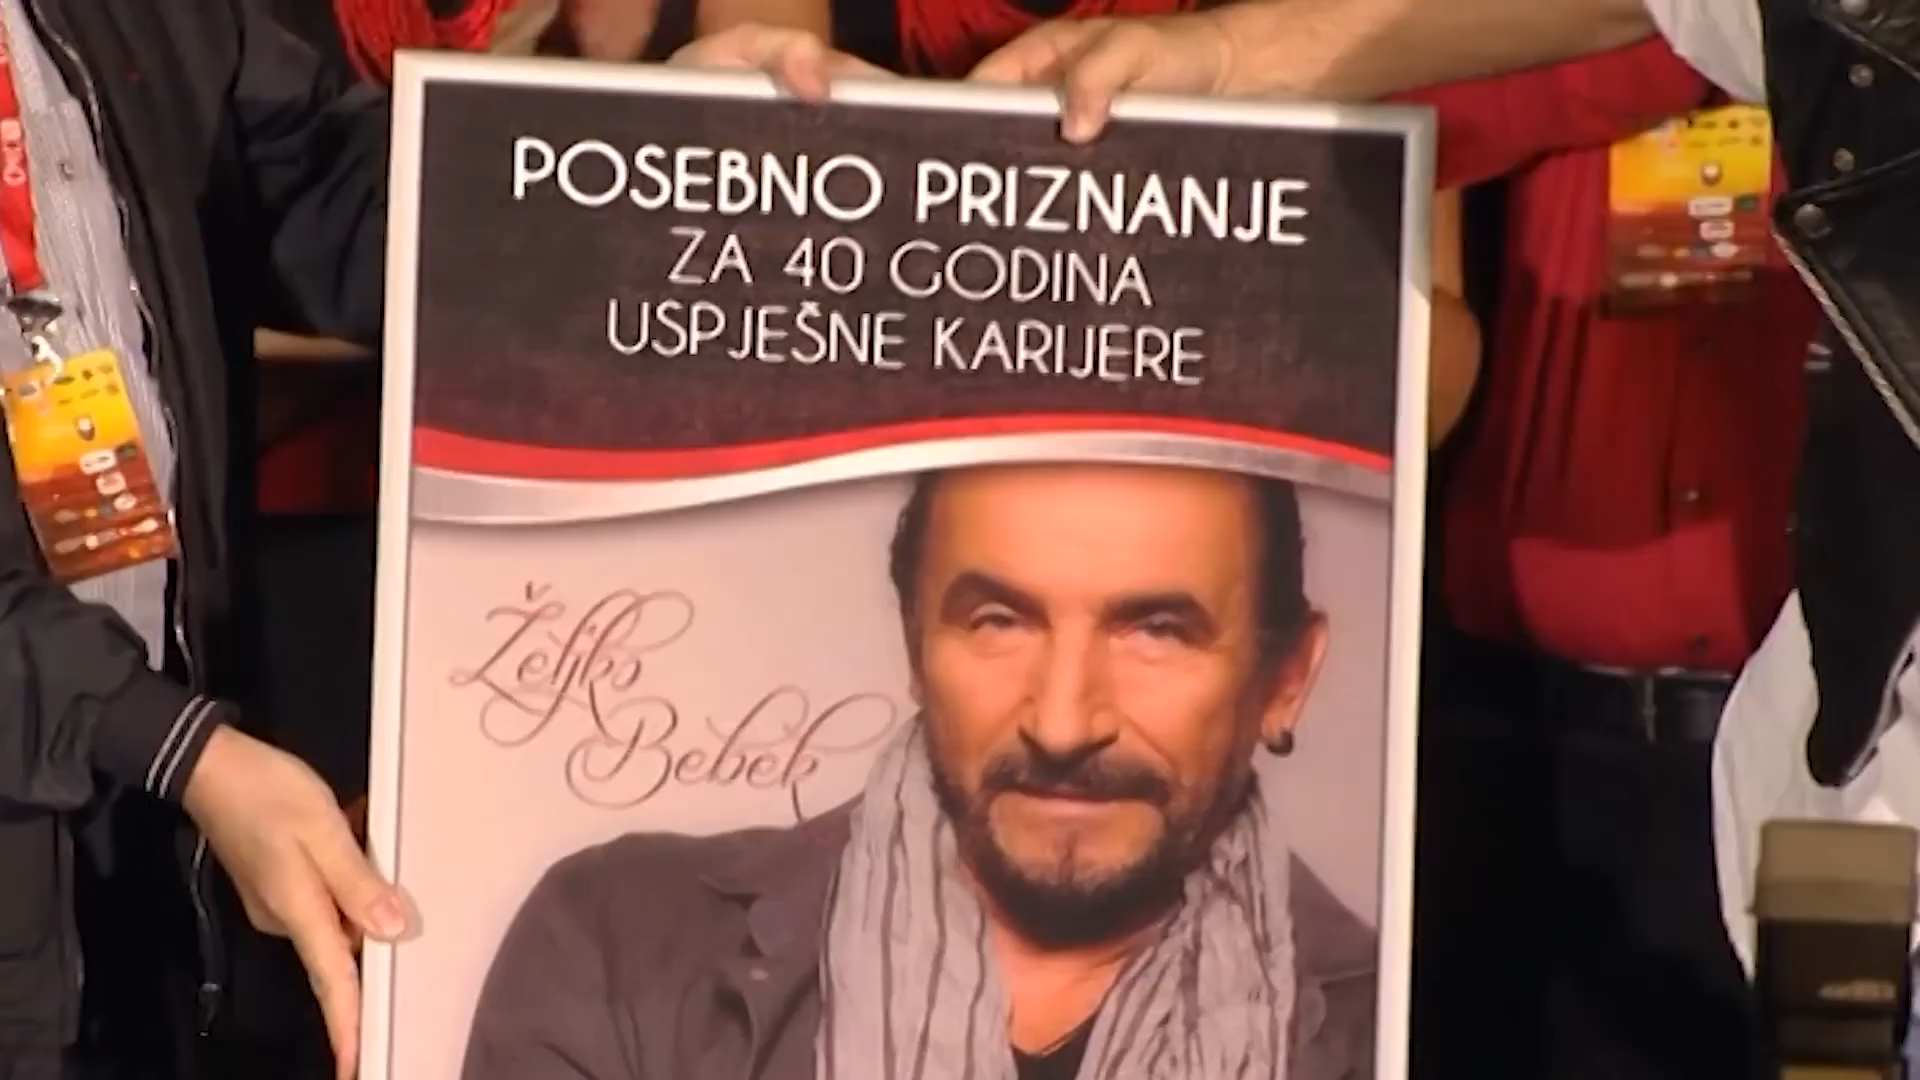 POSEBNO PRIZNANJE
ZA 40 GODINA
USPJEŠNE KARIJERE
Željko
Bebek